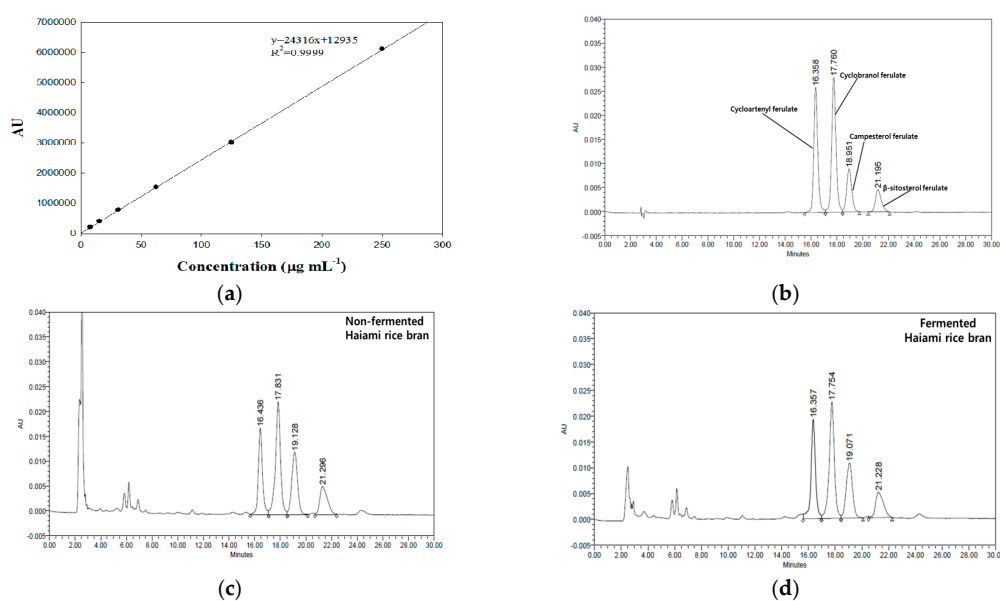 7000000
6000000
5000000
4000000
3000000
2000000
1000000
0
AU
y=24316x+12935
R²=0.9999
0 50 100 150 200 250 300
Concentration (μg mL⁻¹)
(a)
0.040
0.035
0.030
0.025
0.020
0.015
0.010
0.005
0.000
-0.005
AU
16.358
17.760
18.951
21.195
Cycloartenyl ferulate
Cyclobranol ferulate
Campesterol ferulate
β-sitosterol ferulate
0.00 2.00 4.00 6.00 8.00 10.00 12.00 14.00 16.00 18.00 20.00 22.00 24.00 26.00 28.00 30.00
Minutes
(b)
Non-fermented
Haiami rice bran
0.040
0.035
0.030
0.025
0.020
0.015
0.010
0.005
0.000
-0.005
AU
16.436
17.831
19.128
21.296
0.00 2.00 4.00 6.00 8.00 10.00 12.00 14.00 16.00 18.00 20.00 22.00 24.00 26.00 28.00 30.00
Minutes
(c)
Fermented
Haiami rice bran
0.040
0.035
0.030
0.025
0.020
0.015
0.010
0.005
0.000
-0.005
AU
16.357
17.754
19.071
21.228
0.00 2.00 4.00 6.00 8.00 10.00 12.00 14.00 16.00 18.00 20.00 22.00 24.00 26.00 28.00 30.00
Minutes
(d)